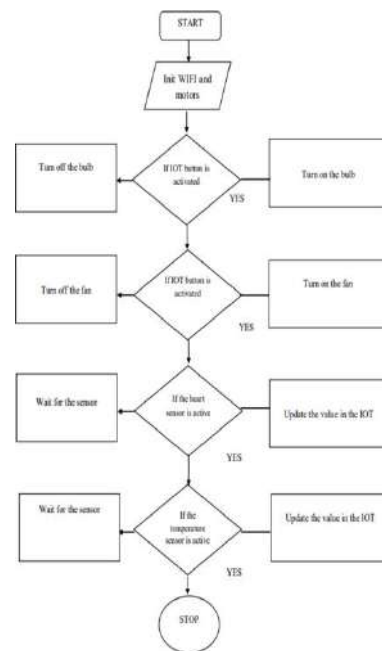 START
Init WIFI and
motors
Turn off the bulb
If IOT button is
activated
Turn on the bulb
YES
Turn off the fan
If IOT button is
activated
Turn on the fan
YES
Wait for the sensor
If the heart
sensor is active
Update the value in the IOT
YES
Wait for the sensor
If the
temperature
sensor is active
Update the value in the IOT
YES
STOP